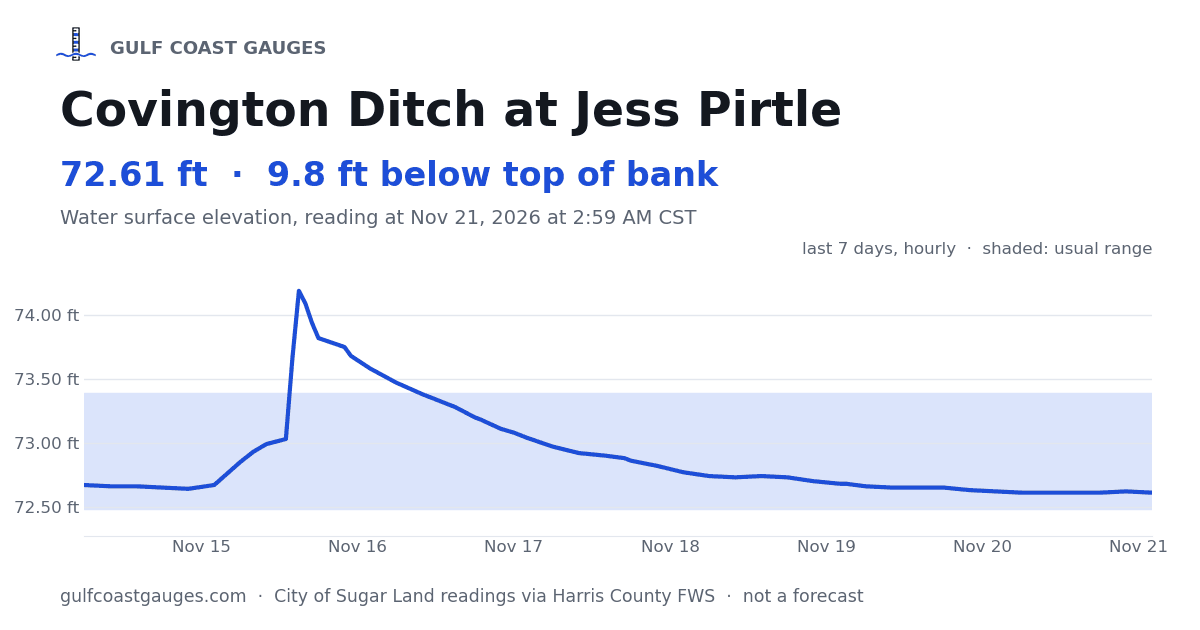 GULF COAST GAUGES
Covington Ditch at Jess Pirtle
72.61 ft · 9.8 ft below top of bank
Water surface elevation, reading at Nov 21, 2026 at 2:59 AM CST
last 7 days, hourly · shaded: usual range
74.00 ft
73.50 ft
73.00 ft
72.50 ft
Nov 15 Nov 16 Nov 17 Nov 18 Nov 19 Nov 20 Nov 21
gulfcoastgauges.com · City of Sugar Land readings via Harris County FWS · not a forecast